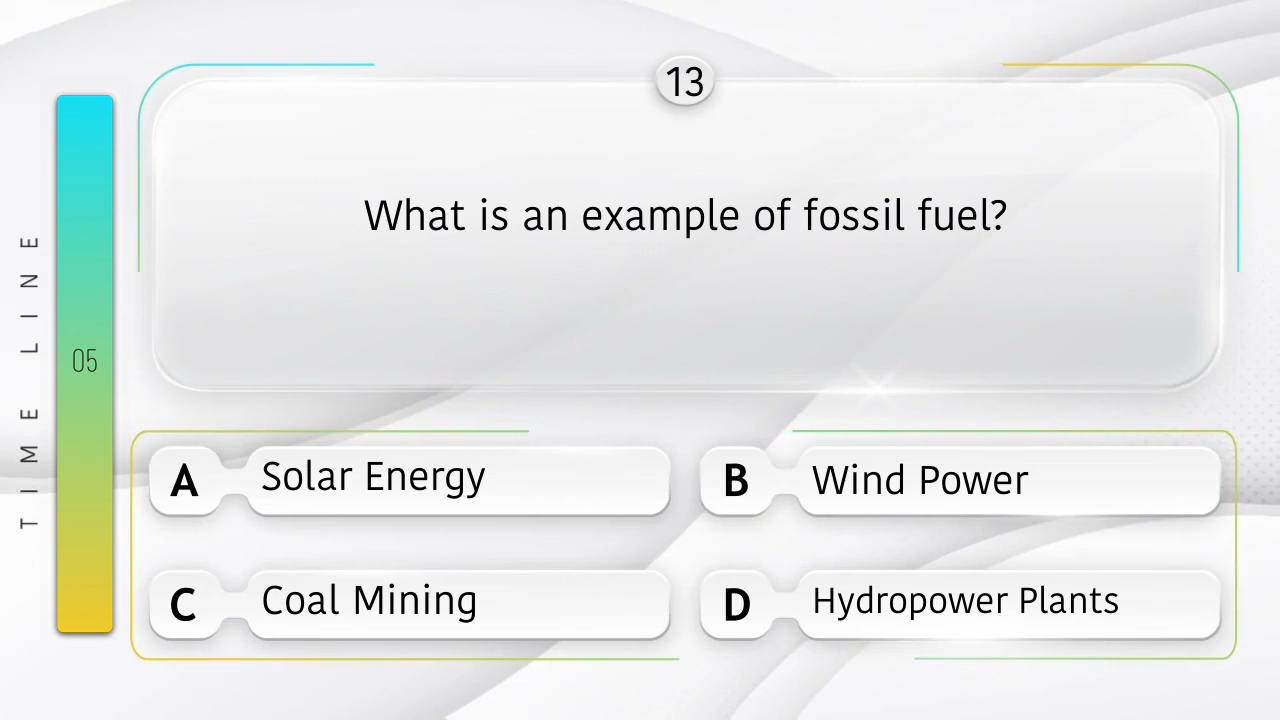 13
What is an example of fossil fuel?
TIME LINE
05
A Solar Energy
B Wind Power
C Coal Mining
D Hydropower Plants